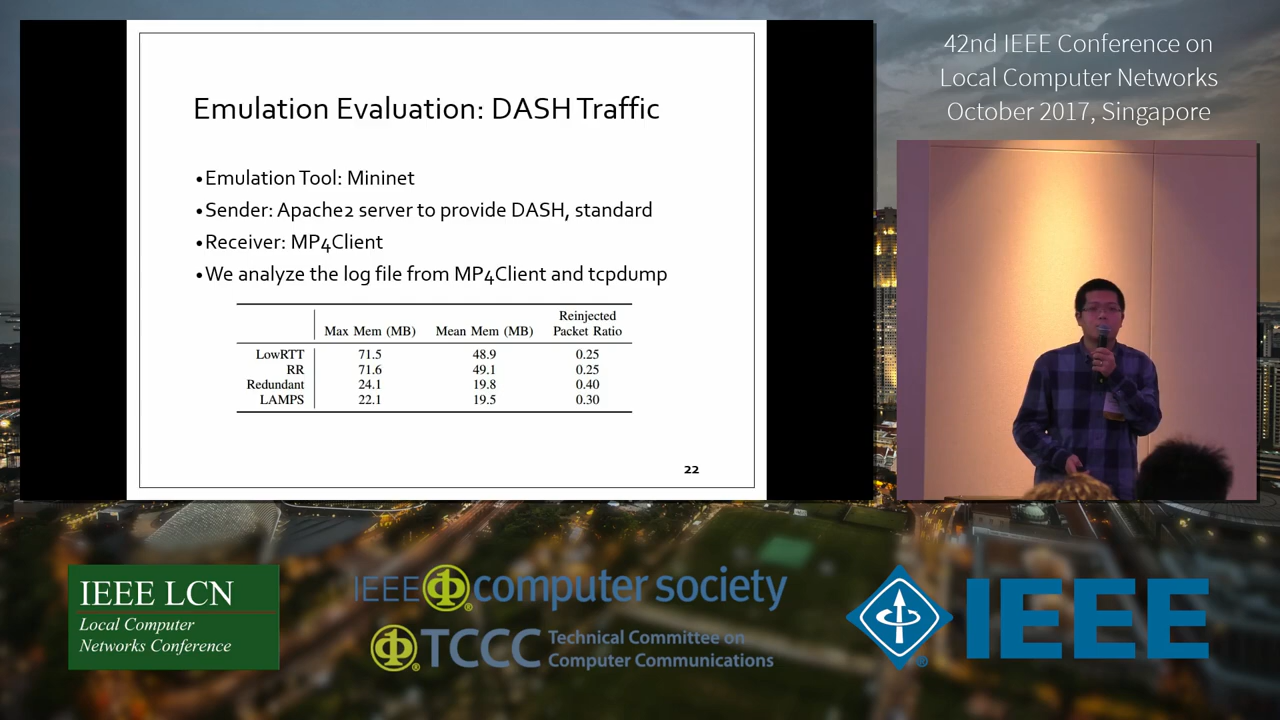 42nd IEEE Conference on
Local Computer Networks
October 2017, Singapore
Emulation Evaluation: DASH Traffic
•Emulation Tool: Mininet
•Sender: Apache2 server to provide DASH, standard
•Receiver: MP4Client
•We analyze the log file from MP4Client and tcpdump
Reinjected
Max Mem (MB) Mean Mem (MB) Packet Ratio
LowRTT 71.5 48.9 0.25
RR 71.6 49.1 0.25
Redundant 24.1 19.8 0.40
LAMPS 22.1 19.5 0.30
22
IEEE LCN
Local Computer
Networks Conference
IEEE computer society
TCCC Technical Committee on
Computer Communications
IEEE